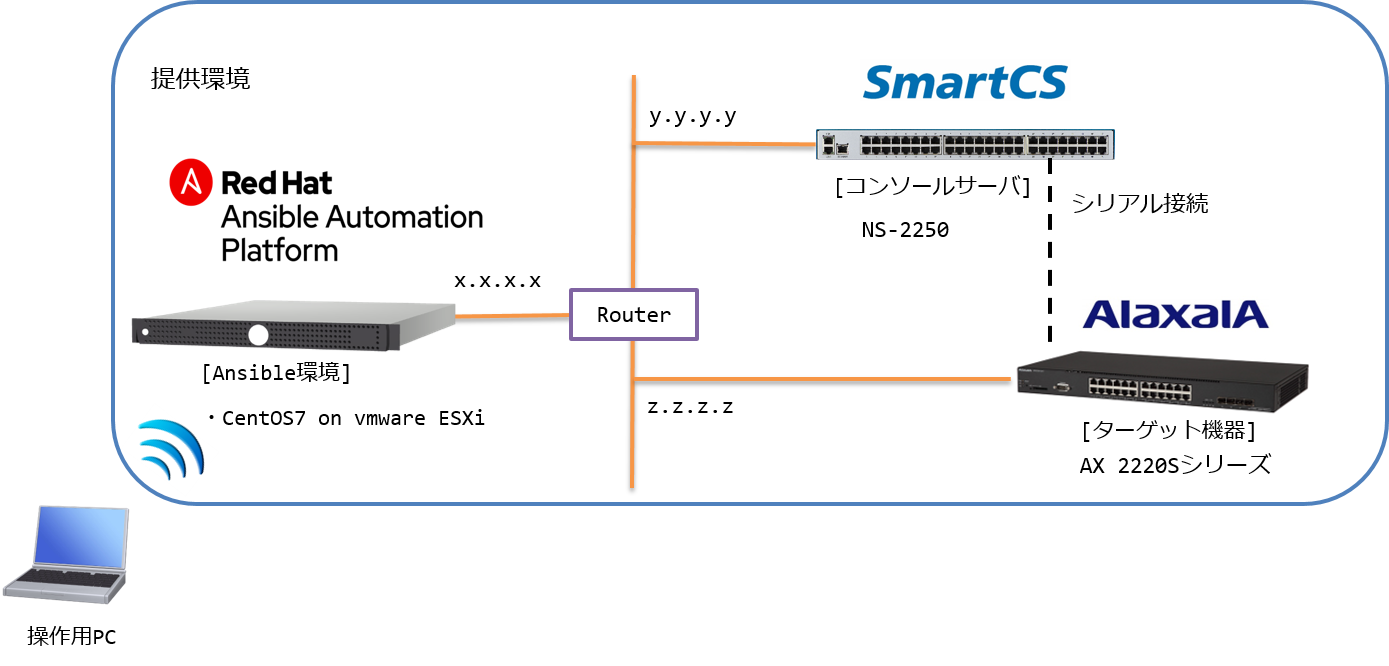 提供環境
SmartCS
y.y.y.y
[コンソールサーバ]
NS-2250
シリアル接続
Red Hat
Ansible Automation
Platform
x.x.x.x
Router
AlaxalA
[Ansible環境]
・CentOS7 on vmware ESXi
z.z.z.z
[ターゲット機器]
AX 2220Sシリーズ
操作用PC